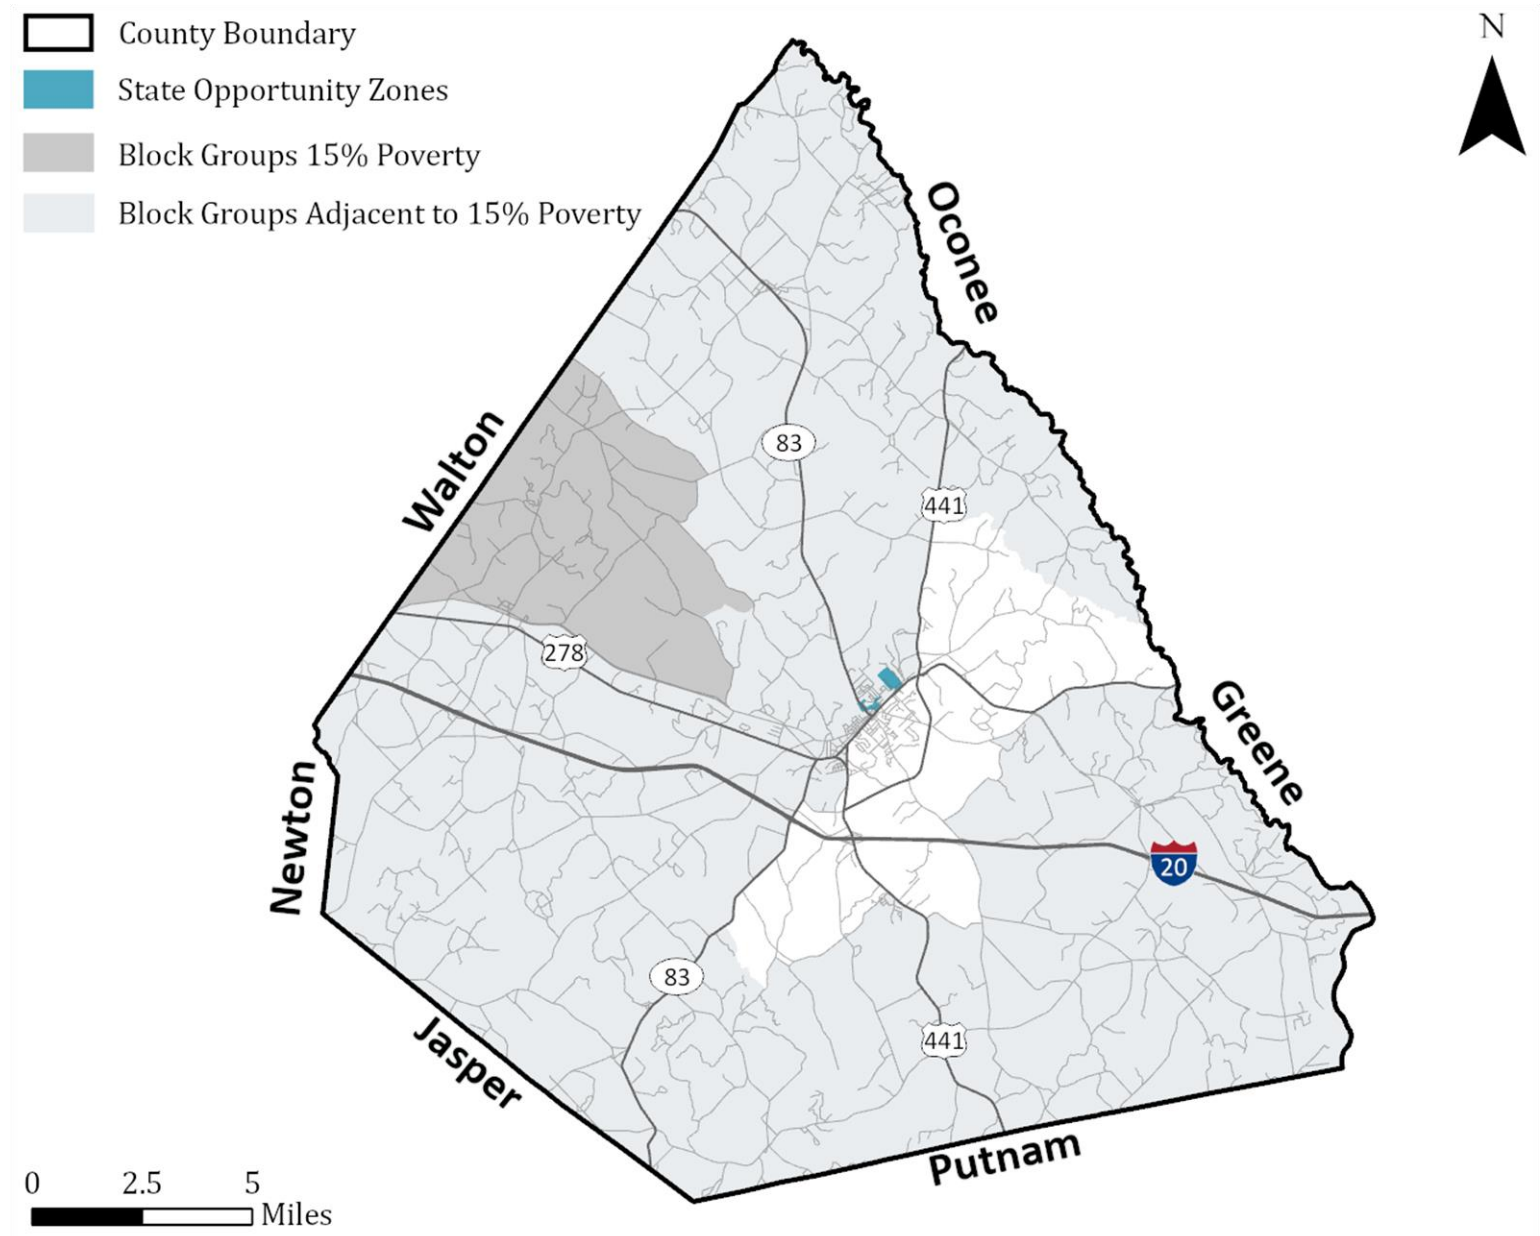 County Boundary
State Opportunity Zones
Block Groups 15% Poverty
Block Groups Adjacent to 15% Poverty
N
Oconee
Walton
83
441
278
Greene
Newton
20
83
Jasper
441
Putnam
0 2.5 5
Miles